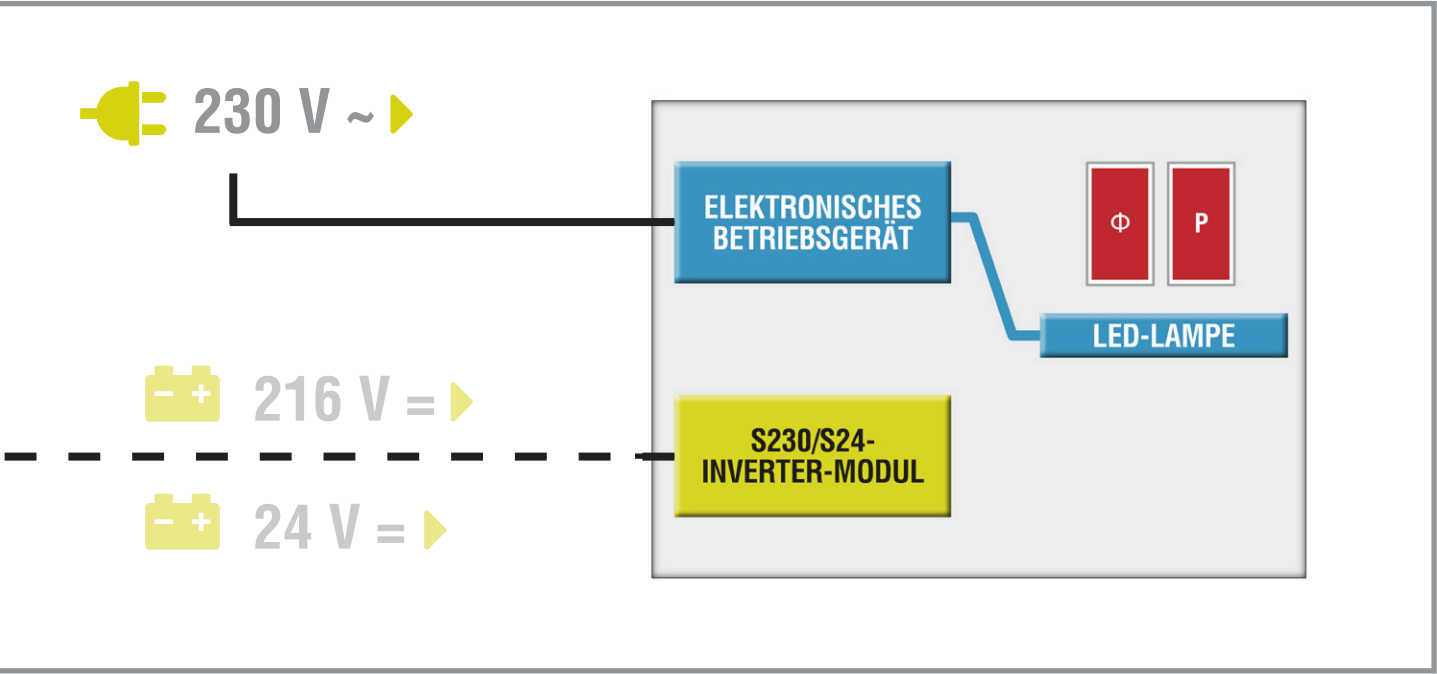 230 V ~
ELEKTRONISCHES
BETRIEBSGERÄT
Φ P
LED-LAMPE
- +
216 V =
S230/S24-
INVERTER-MODUL
- +
24 V =